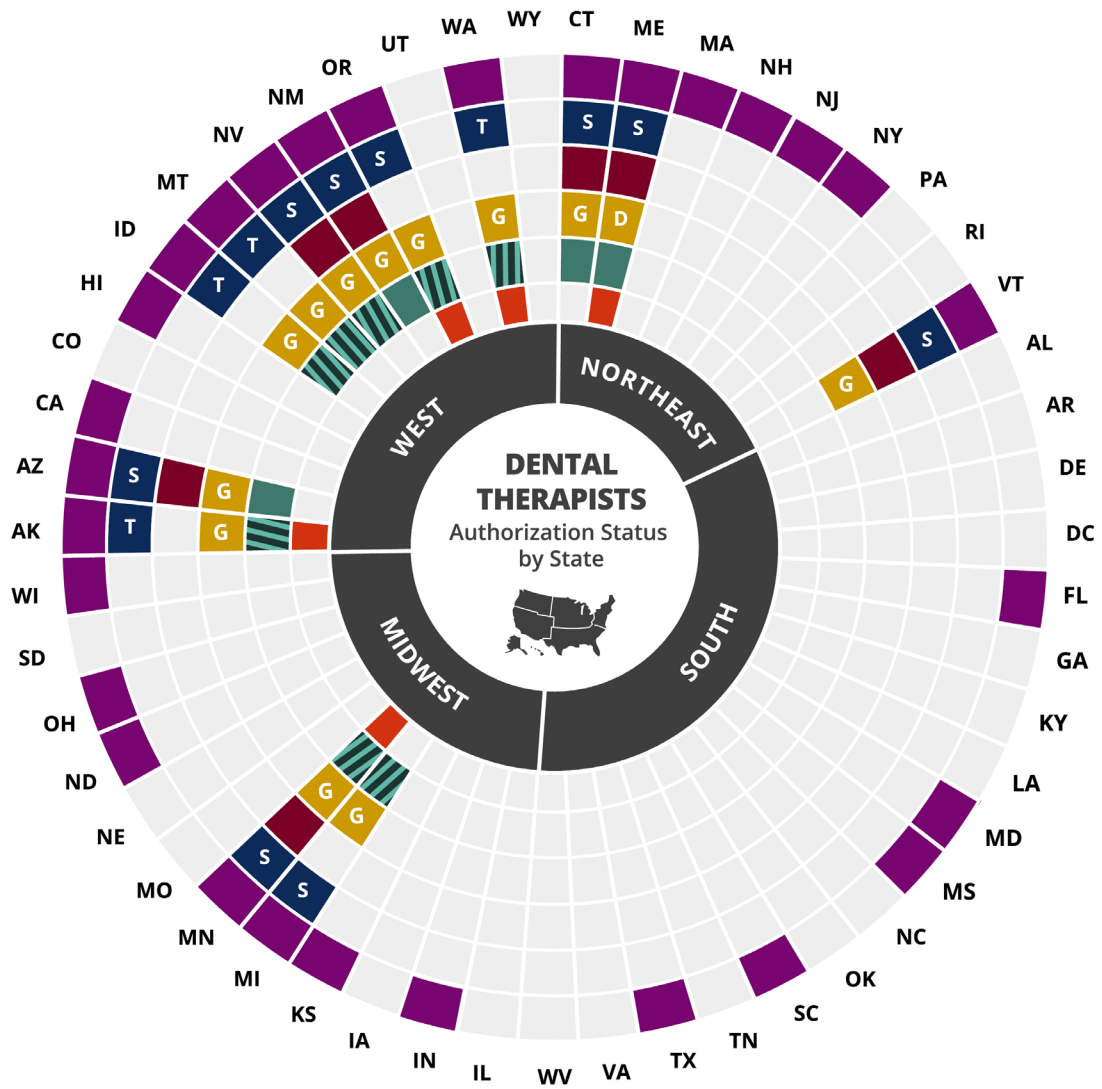 DENTAL
THERAPISTS
Authorization Status
by State
NORTHEAST
SOUTH
MIDWEST
WEST
CT
ME
MA
NH
NJ
NY
PA
RI
VT
AL
AR
DE
DC
FL
GA
KY
LA
MD
MS
NC
OK
SC
TN
TX
VA
WV
IL
IN
IA
KS
MI
MN
MO
NE
ND
OH
SD
WI
AK
AZ
CA
CO
HI
ID
MT
NV
NM
OR
UT
WA
WY
S
G
S
D
S
G
S
G
S
G
T
G
S
G
T
G
T
G
S
G
S
G
S
G
T
G